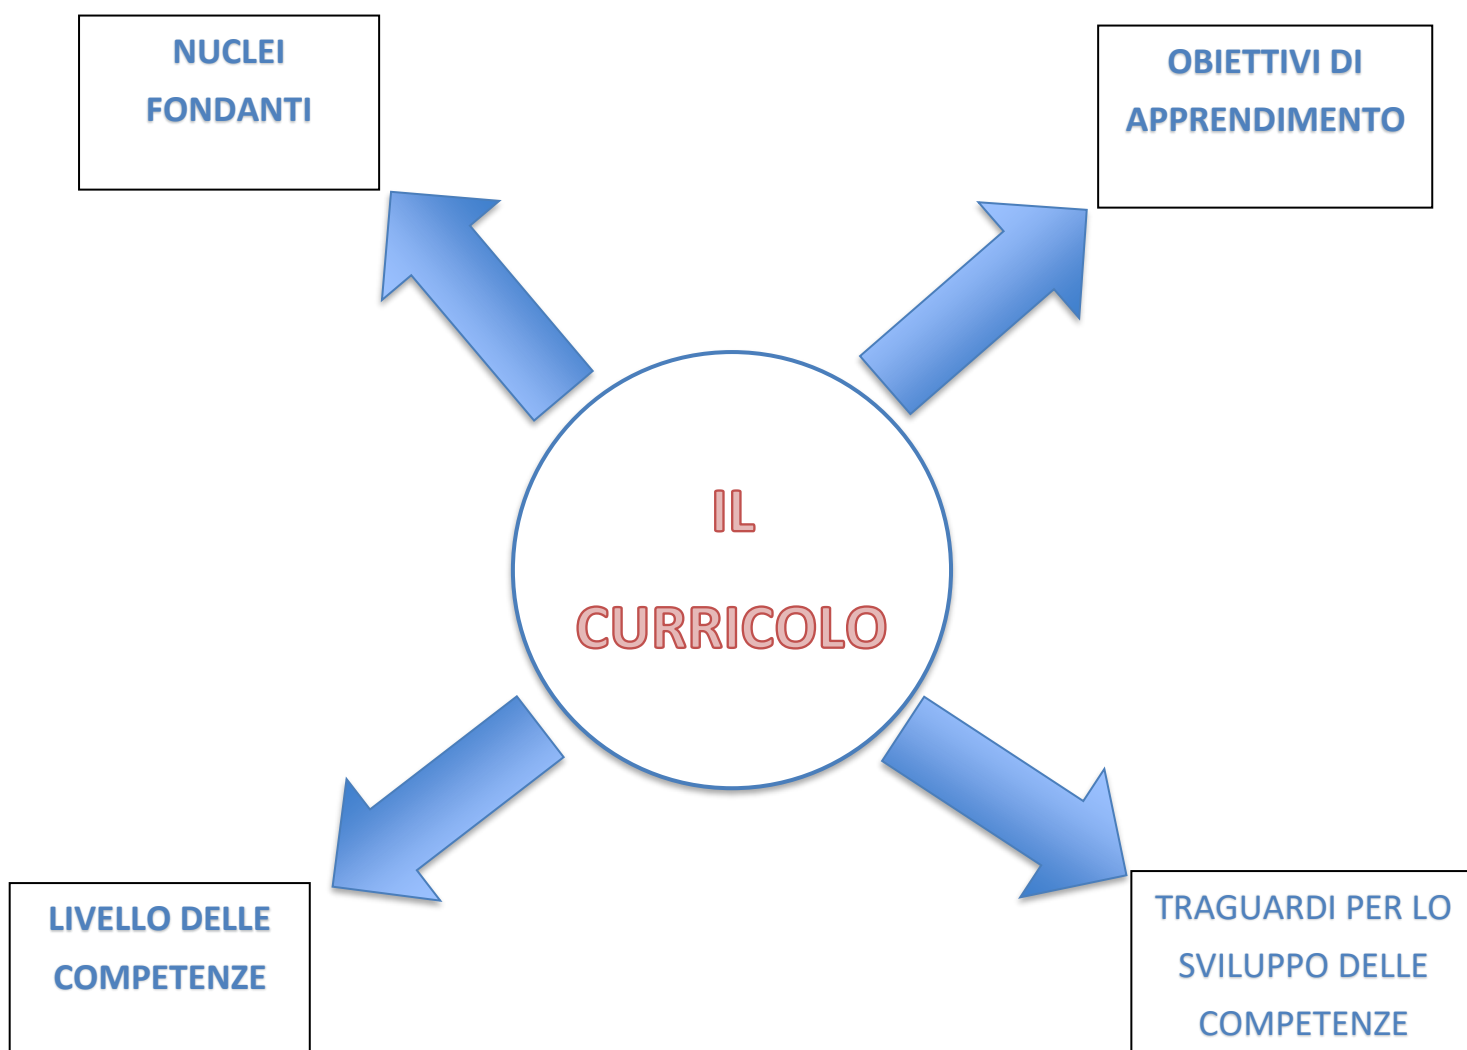 NUCLEI
FONDANTI
OBIETTIVI DI
APPRENDIMENTO
IL
CURRICOLO
LIVELLO DELLE
COMPETENZE
TRAGUARDI PER LO
SVILUPPO DELLE
COMPETENZE